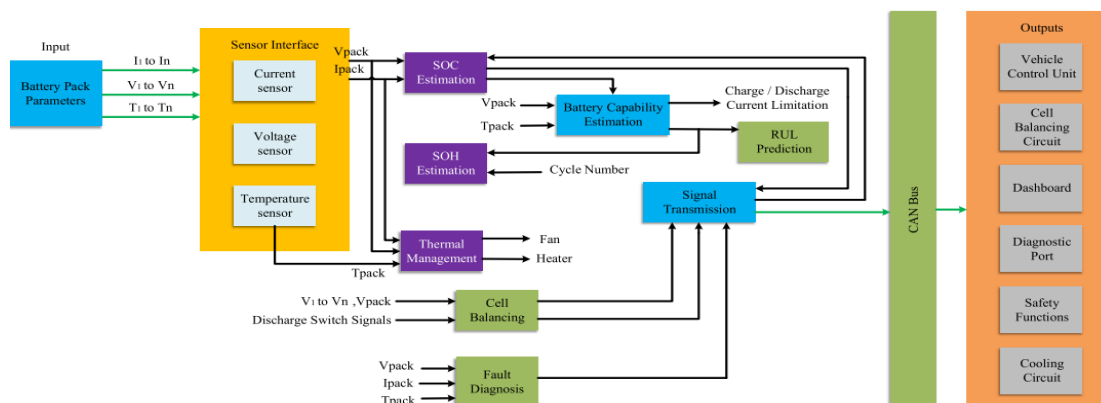 Input
Battery Pack
Parameters
I1 to In
V1 to Vn
T1 to Tn
Sensor Interface
Current
sensor
Voltage
sensor
Temperature
sensor
Vpack
Ipack
Tpack
SOC
Estimation
Vpack
Tpack
Battery Capability
Estimation
Charge / Discharge
Current Limitation
RUL
Prediction
SOH
Estimation
Cycle Number
Signal
Transmission
Thermal
Management
Fan
Heater
V1 to Vn ,Vpack
Discharge Switch Signals
Cell
Balancing
Vpack
Ipack
Tpack
Fault
Diagnosis
CAN Bus
Outputs
Vehicle
Control Unit
Cell
Balancing
Circuit
Dashboard
Diagnostic
Port
Safety
Functions
Cooling
Circuit